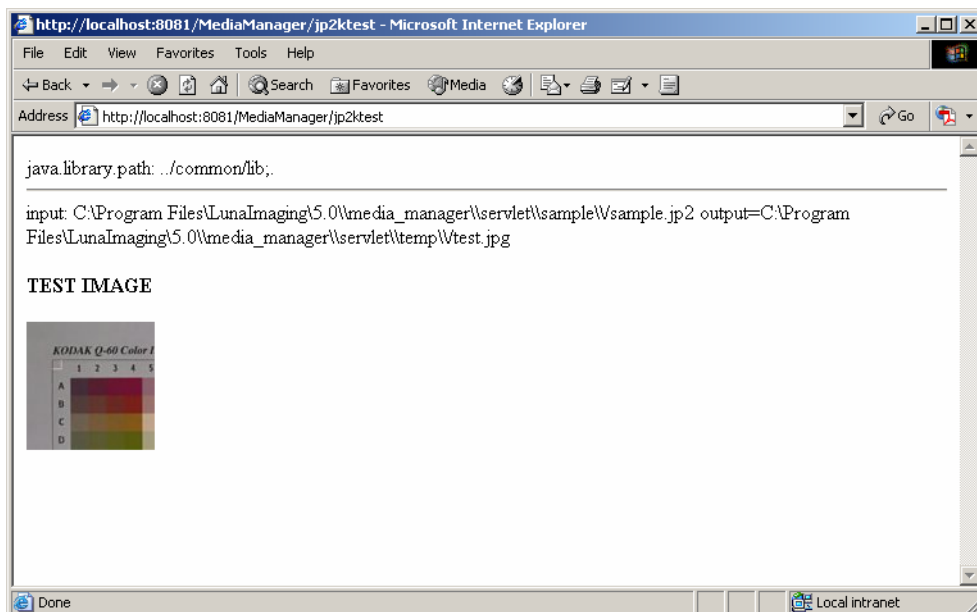 http://localhost:8081/MediaManager/jp2ktest - Microsoft Internet Explorer
File Edit View Favorites Tools Help
Back Search Favorites Media
Address http://localhost:8081/MediaManager/jp2ktest Go
java.library.path: ../common/lib;.
input: C:\Program Files\LunaImaging\5.0\\media_manager\\servlet\\sample\\/sample.jp2 output=C:\Program
Files\LunaImaging\5.0\\media_manager\\servlet\\temp\\/test.jpg
TEST IMAGE
KODAK Q-60 Color I
1 2 3 4 5
A
B
C
D
Done Local intranet